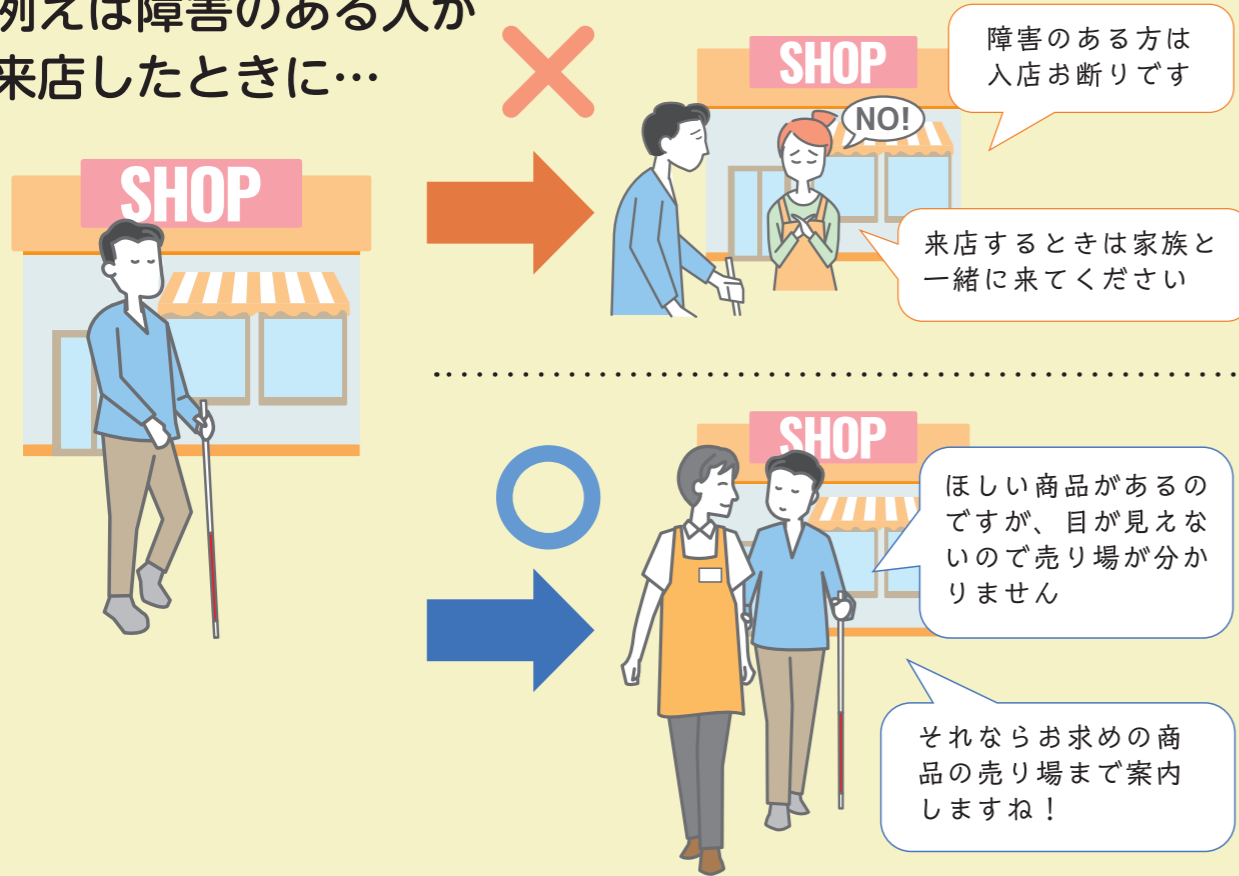 例えば障害のある人が
来店したときに…
SHOP
SHOP
NO!
障害のある方は
入店お断りです
来店するときは家族と
一緒に来てください
SHOP
ほしい商品があるの
ですが、目が見えな
いので売り場が分か
りません
それならお求めの商
品の売り場まで案内
しますね！